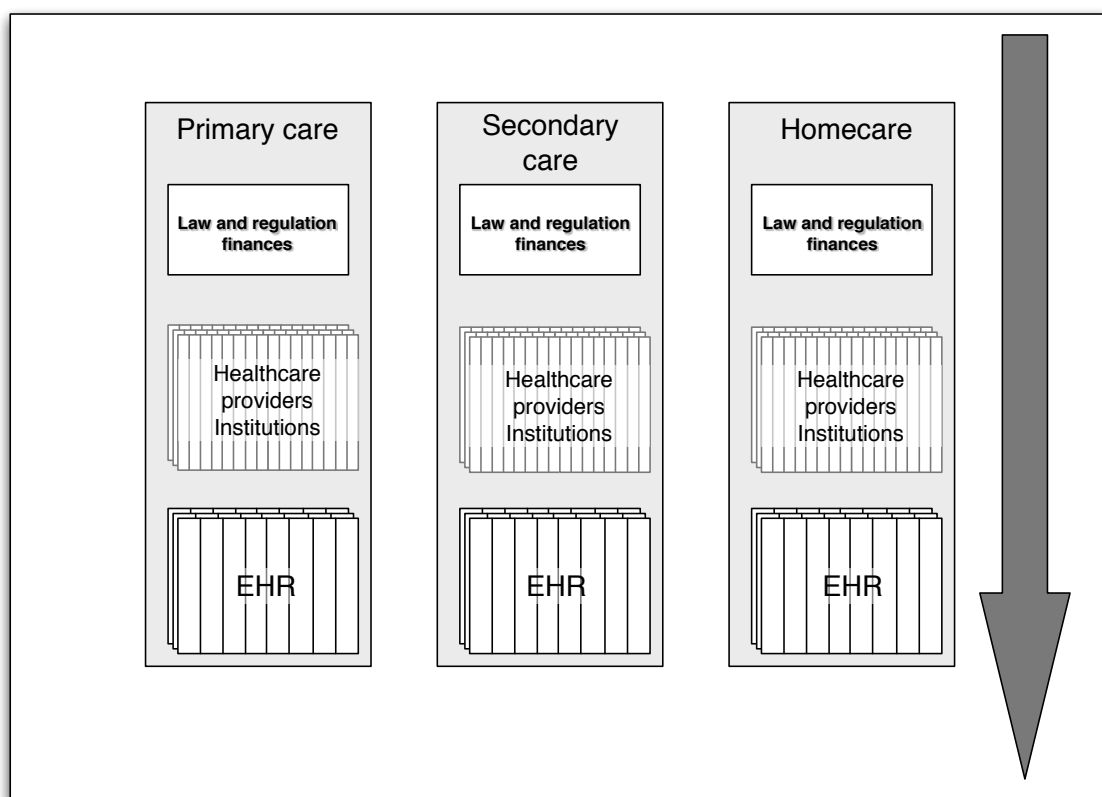 Primary care
Law and regulation
finances
Healthcare
providers
Institutions
EHR
Secondary
care
Law and regulation
finances
Healthcare
providers
Institutions
EHR
Homecare
Law and regulation
finances
Healthcare
providers
Institutions
EHR